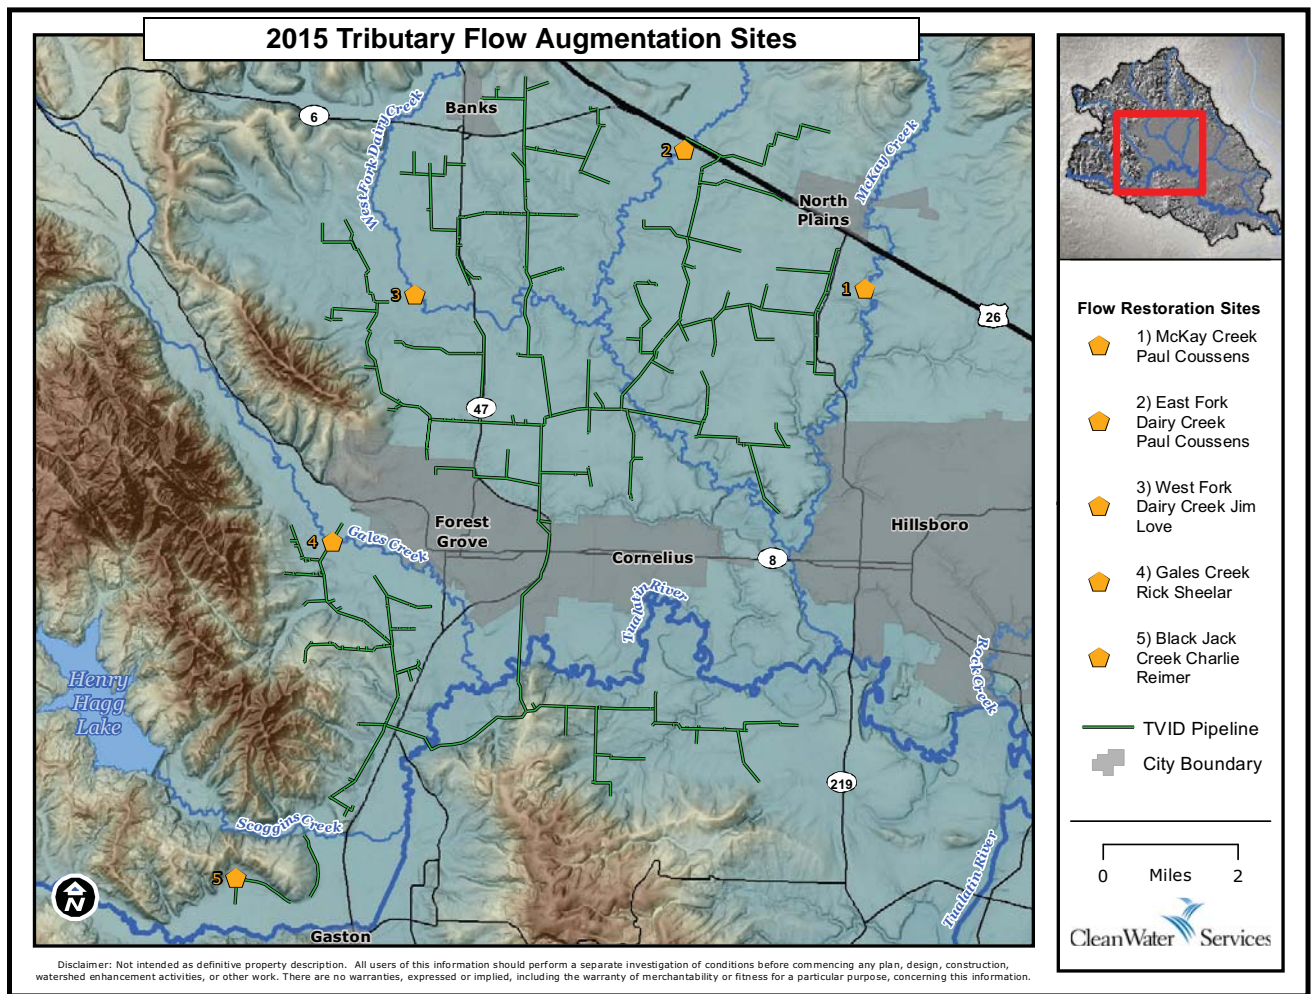 2015 Tributary Flow Augmentation Sites
Banks
6
West Fork Dairy Creek
2
McKay Creek
North
Plains
3
1
26
47
Forest
Grove
Gales Creek
4
Cornelius
8
Hillsboro
Tualatin River
Rock Creek
Henry
Hagg
Lake
219
Scoggins Creek
5
Tualatin River
N
Gaston
Flow Restoration Sites
1) McKay Creek
Paul Coussens
2) East Fork
Dairy Creek
Paul Coussens
3) West Fork
Dairy Creek Jim
Love
4) Gales Creek
Rick Sheelar
5) Black Jack
Creek Charlie
Reimer
TVID Pipeline
City Boundary
0 Miles 2
CleanWater Services
Disclaimer: Not intended as definitive property description. All users of this information should perform a separate investigation of conditions before commencing any plan, design, construction,
watershed enhancement activities, or other work. There are no warranties, expressed or implied, including the warranty of merchantability or fitness for a particular purpose, concerning this information.